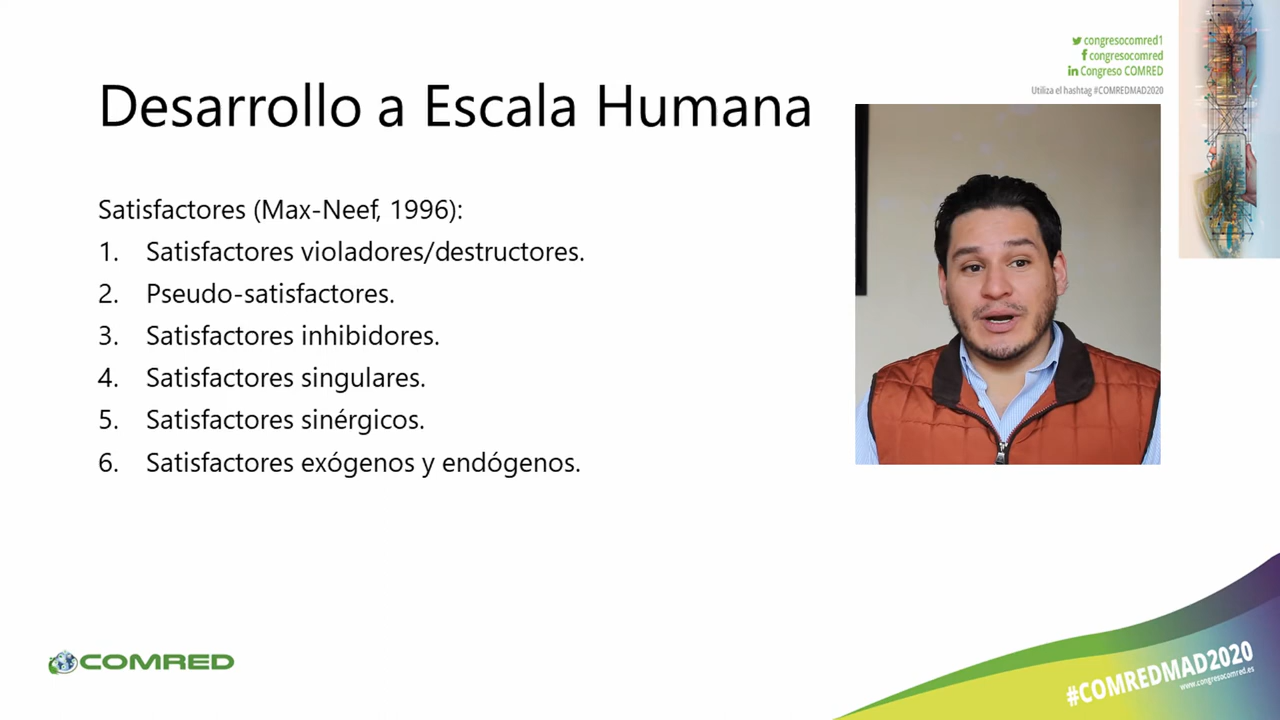 congresocomred1
congresocomred
Congreso COMRED
Utiliza el hashtag #COMREDMAD2020
Desarrollo a Escala Humana
Satisfactores (Max-Neef, 1996):
1. Satisfactores violadores/destructores.
2. Pseudo-satisfactores.
3. Satisfactores inhibidores.
4. Satisfactores singulares.
5. Satisfactores sinérgicos.
6. Satisfactores exógenos y endógenos.
COMRED
#COMREDMAD2020
www.congresocomred.es